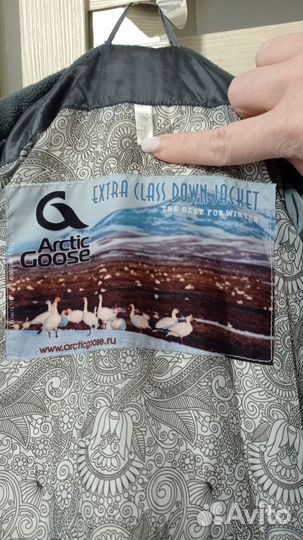 EXTRA CLASS DOWN JACKET
THE BEST FOR WINTER
Arctic
Goose
www.arcticgoose.ru
Avito